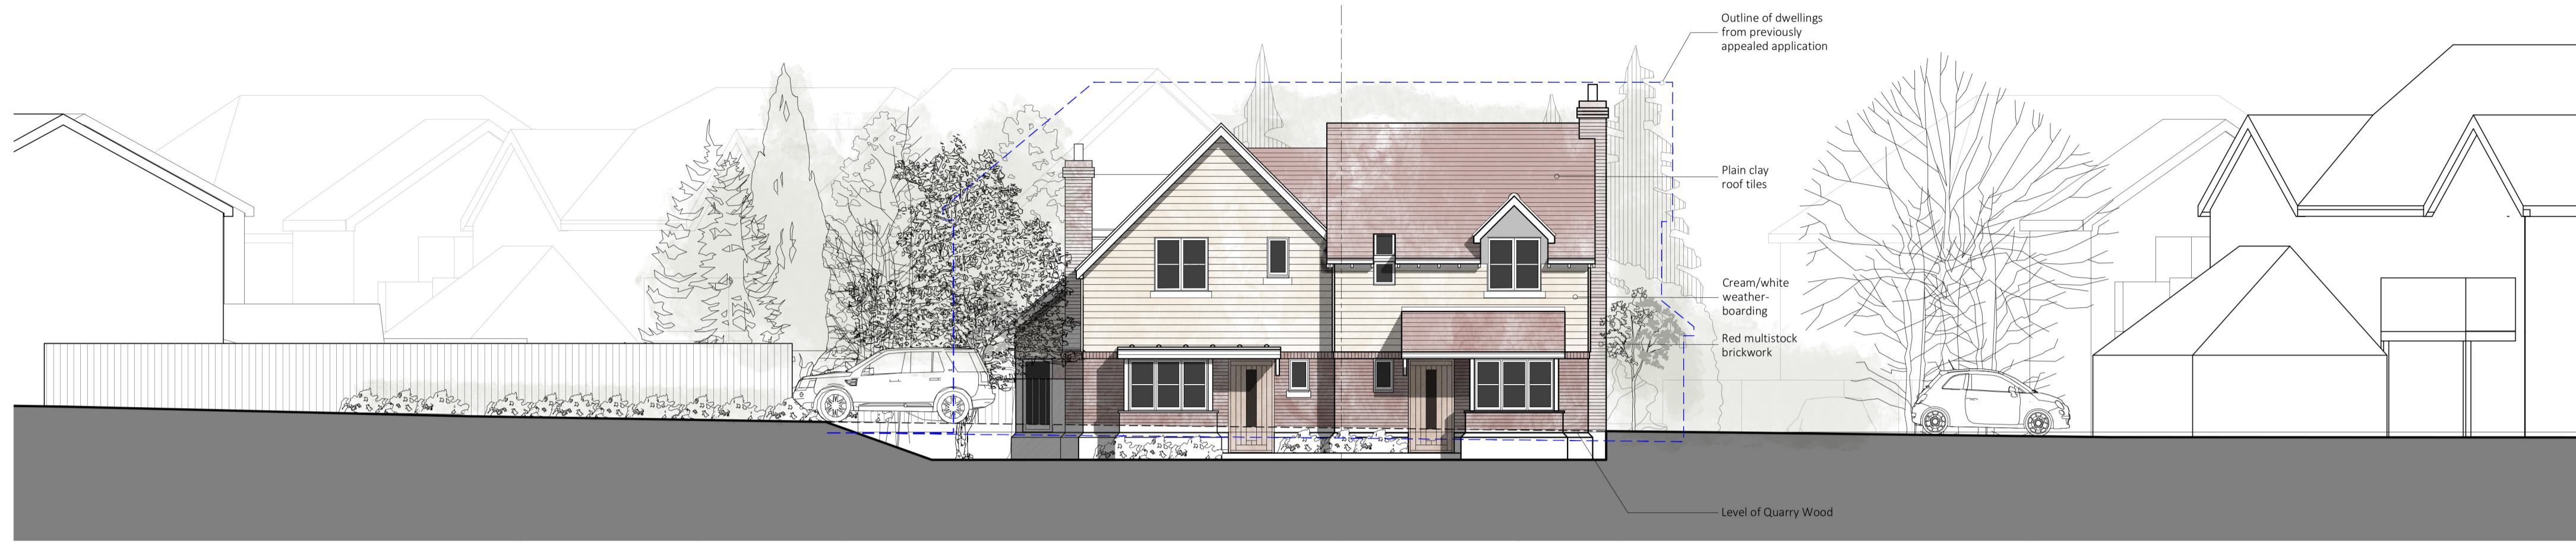 Outline of dwellings
from previously
appealed application
Plain clay
roof tiles
Cream/white
weather-
boarding
Red multistock
brickwork
Level of Quarry Wood